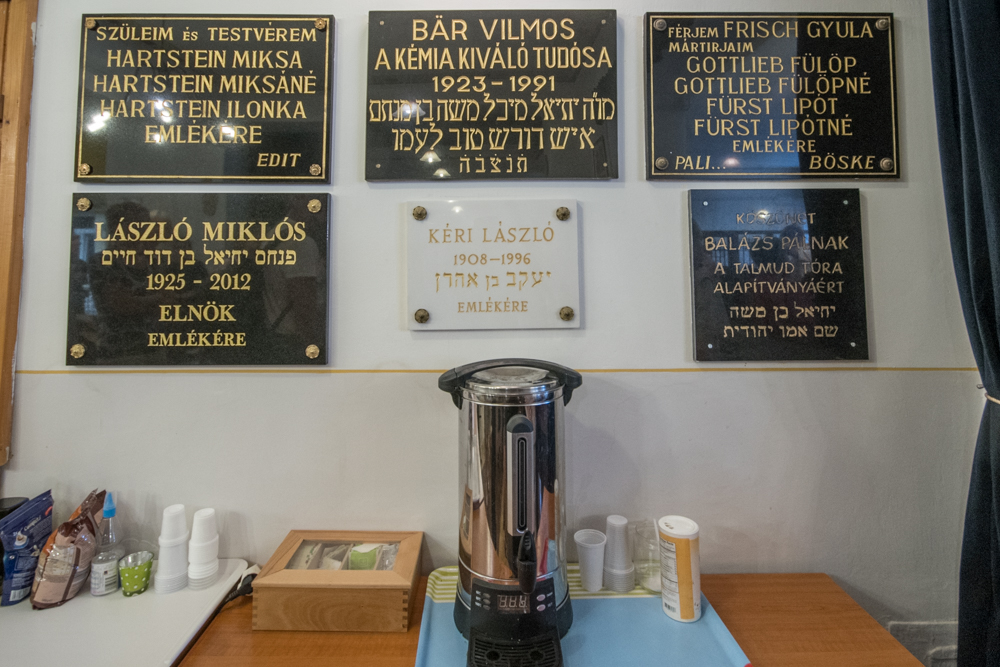 SZÜLEIM ÉS TESTVÉREM
HARTSTEIN MIKSA
HARTSTEIN MIKSÁNÉ
HARTSTEIN ILONKA
EMLÉKÉRE
EDIT
BÄR VILMOS
A KÉMIA KIVÁLÓ TUDÓSA
1923-1991
מו"ה יחיאל מיכל משה בן מנחם
איש דורש טוב לעמו
תנצבה
FÉRJEM FRISCH GYULA
MÁRTIRJAIM
GOTTLIEB FÜLÖP
GOTTLIEB FÜLÖPNÉ
FÜRST LIPÓT
FÜRST LIPÓTNÉ
EMLÉKÉRE
PALI... BÖSKE
LÁSZLÓ MIKLÓS
פנחס יחיאל בן דוד חיים
1925 - 2012
ELNÖK
EMLÉKÉRE
KÉRI LÁSZLÓ
1908-1996
יעקב בן אהרן
EMLÉKÉRE
KÖSZÖNET
BALÁZS PÁLNAK
A TALMUD TÓRA
ALAPÍTVÁNYÁÉRT
יחיאל בן משה
שם אמן יהודית